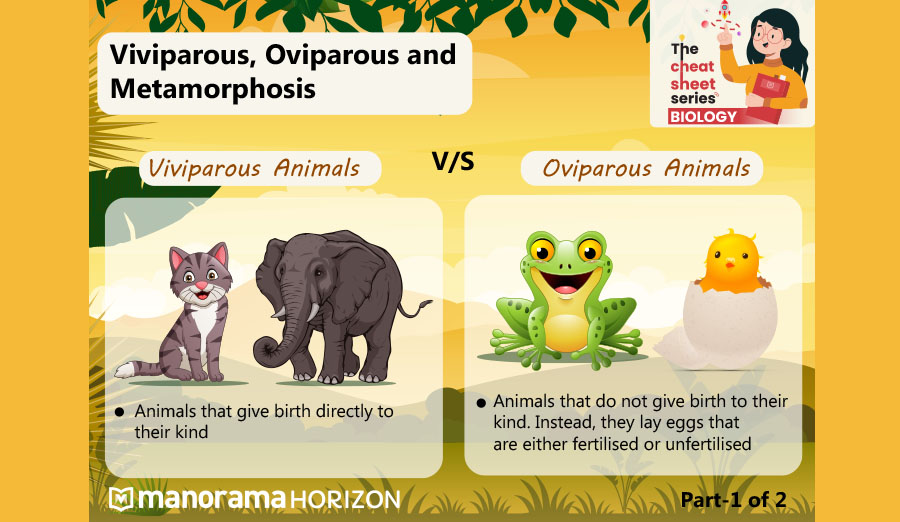 Viviparous, Oviparous and
Metamorphosis
The
cheat
sheet
series
BIOLOGY
Viviparous Animals
V/S
Oviparous Animals
● Animals that give birth directly to
their kind
● Animals that do not give birth to their
kind. Instead, they lay eggs that
are either fertilised or unfertilised
manorama HORIZON
Part-1 of 2